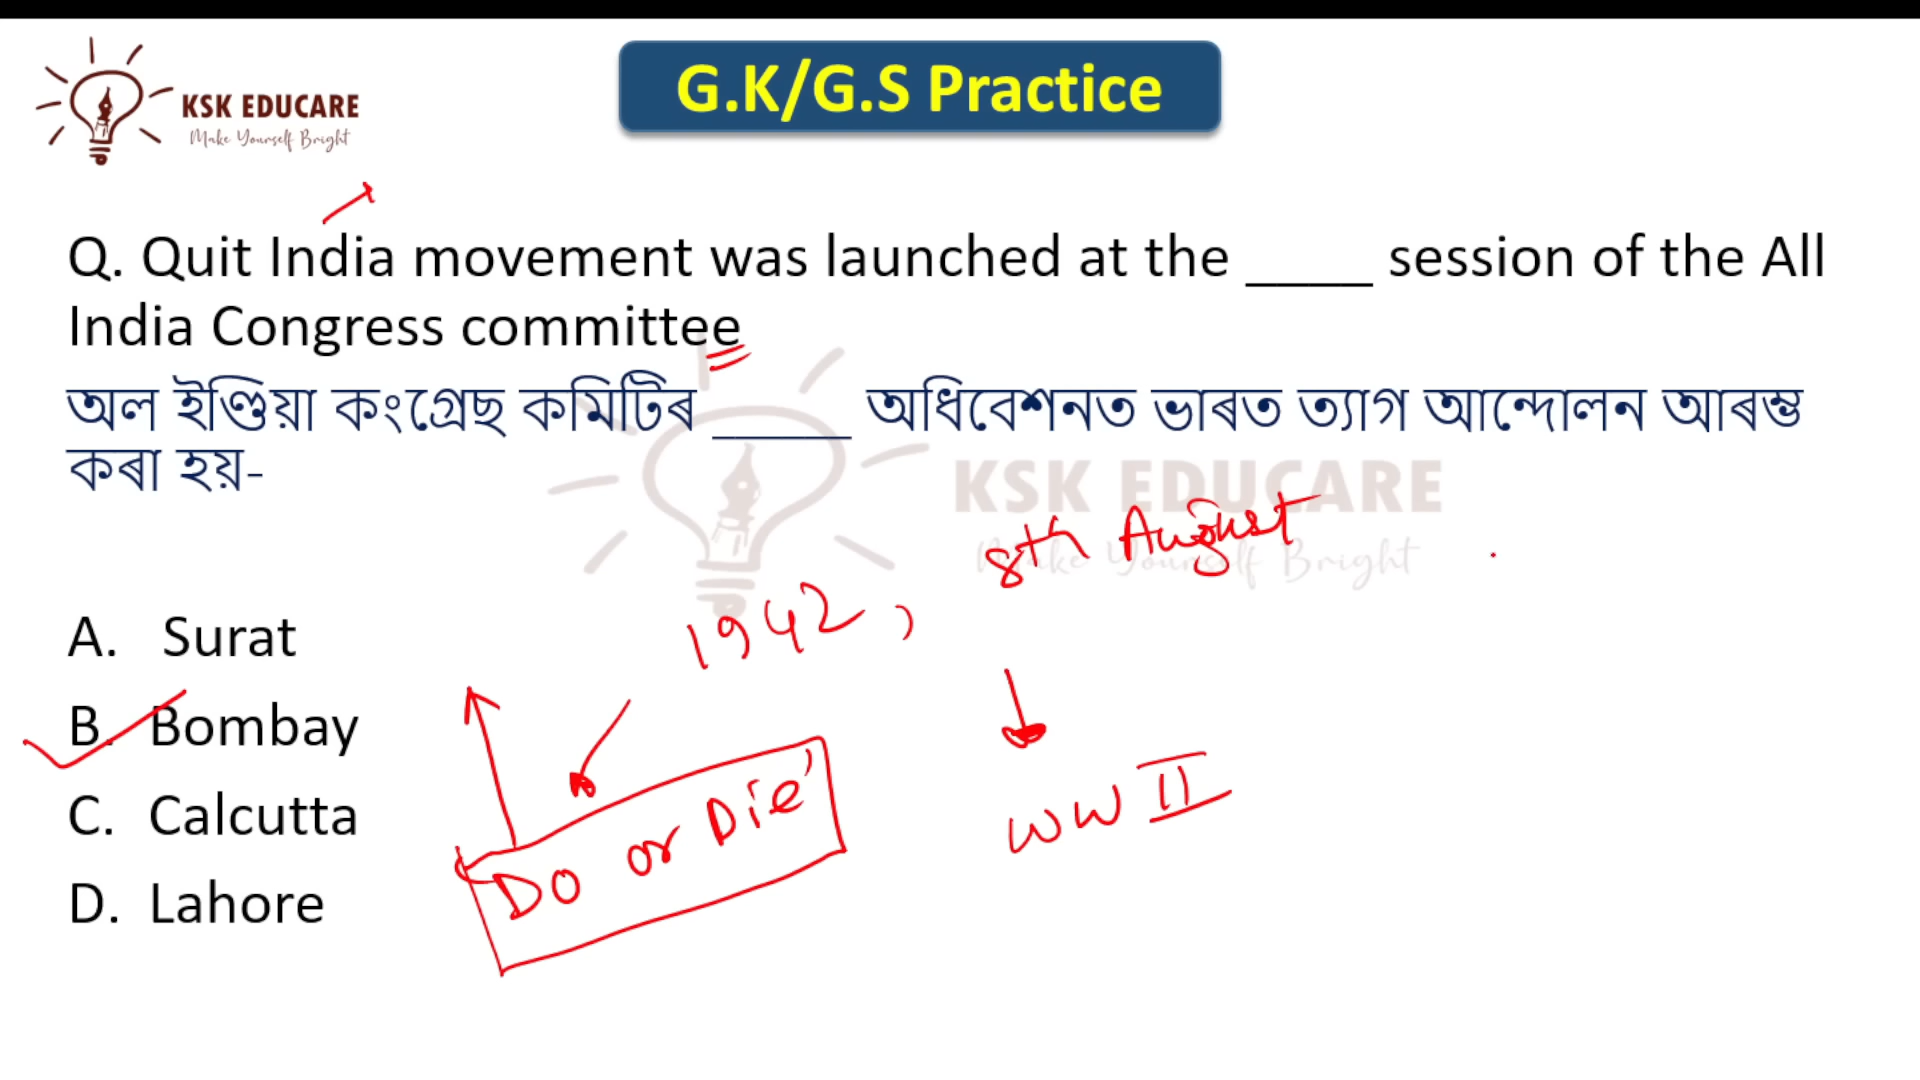 KSK EDUCARE
Make Yourself Bright
G.K/G.S Practice
Q. Quit India movement was launched at the ____ session of the All
India Congress committee
অল ইণ্ডিয়া কংগ্ৰেছ কমিটিৰ _____ অধিবেশনত ভাৰত ত্যাগ আন্দোলন আৰম্ভ
কৰা হয়-
KSK EDUCARE
Make Yourself Bright
8th August
1942,
A. Surat
B. Bombay
C. Calcutta
D. Lahore
Do or Die'
WW II